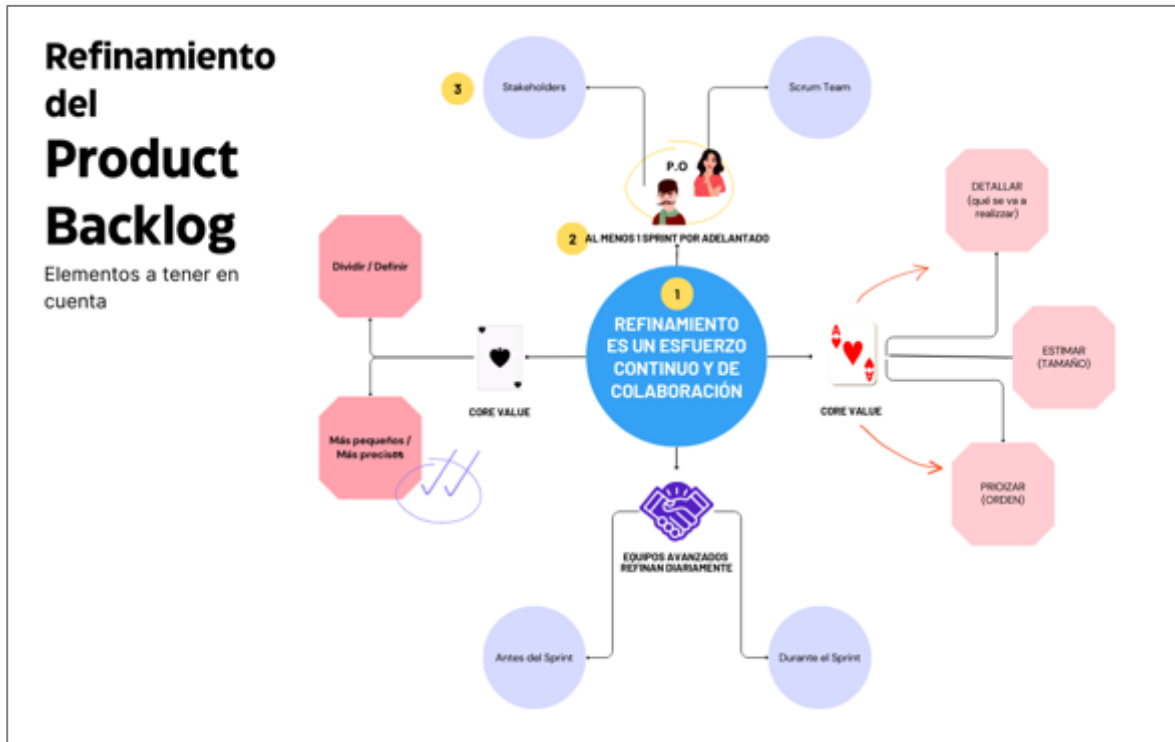 Refinamiento
del
Product
Backlog
Elementos a tener en
cuenta
3
Stakeholders
Scrum Team
P.O
2
AL MENOS 1 SPRINT POR ADELANTADO
1
REFINAMIENTO
ES UN ESFUERZO
CONTINUO Y DE
COLABORACIÓN
Dividir / Definir
CORE VALUE
Más pequeños /
Más precisos
A
A
CORE VALUE
DETALLAR
(qué se va a
realizzar)
ESTIMAR
(TAMAÑO)
PRIOIZAR
(ORDEN)
EQUIPOS AVANZADOS
REFINAN DIARIAMENTE
Antes del Sprint
Durante el Sprint